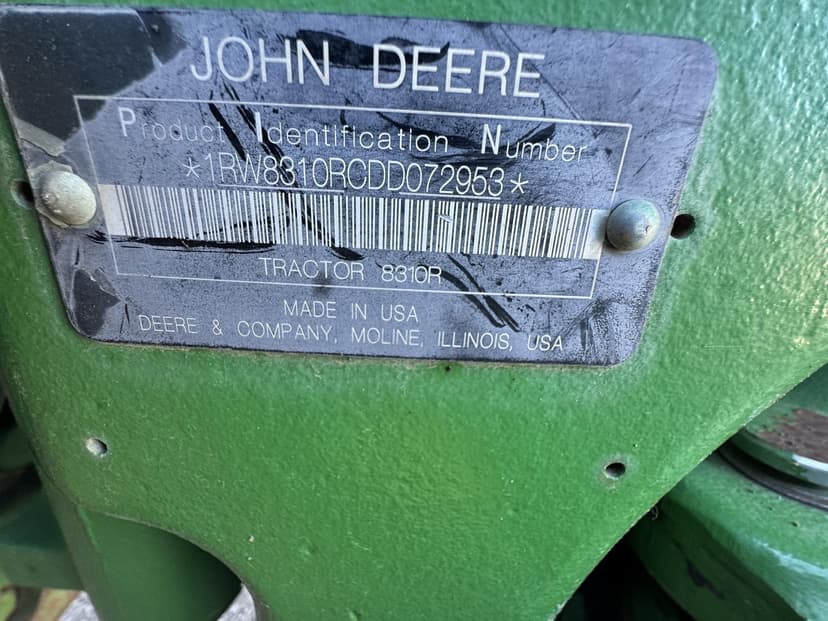 JOHN DEERE
Product Identification Number
*1RW8310RCDD072953*
TRACTOR 8310R
MADE IN USA
DEERE & COMPANY, MOLINE, ILLINOIS, USA